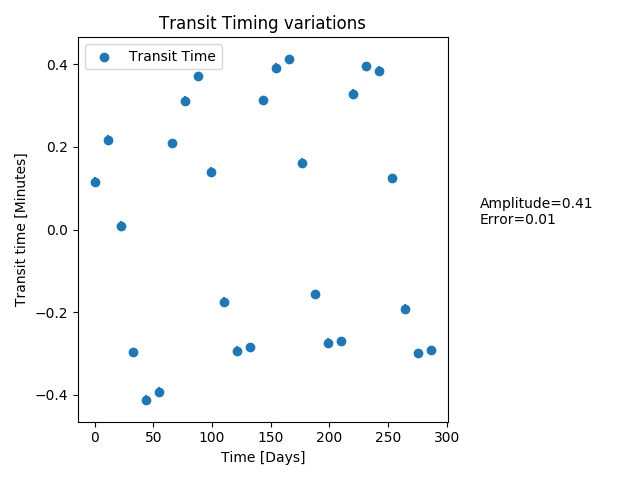 Transit Timing variations
Transit Time
0.4
0.2
0.0
−0.2
−0.4
Transit time [Minutes]
0
50
100
150
200
250
300
Time [Days]
Amplitude=0.41
Error=0.01